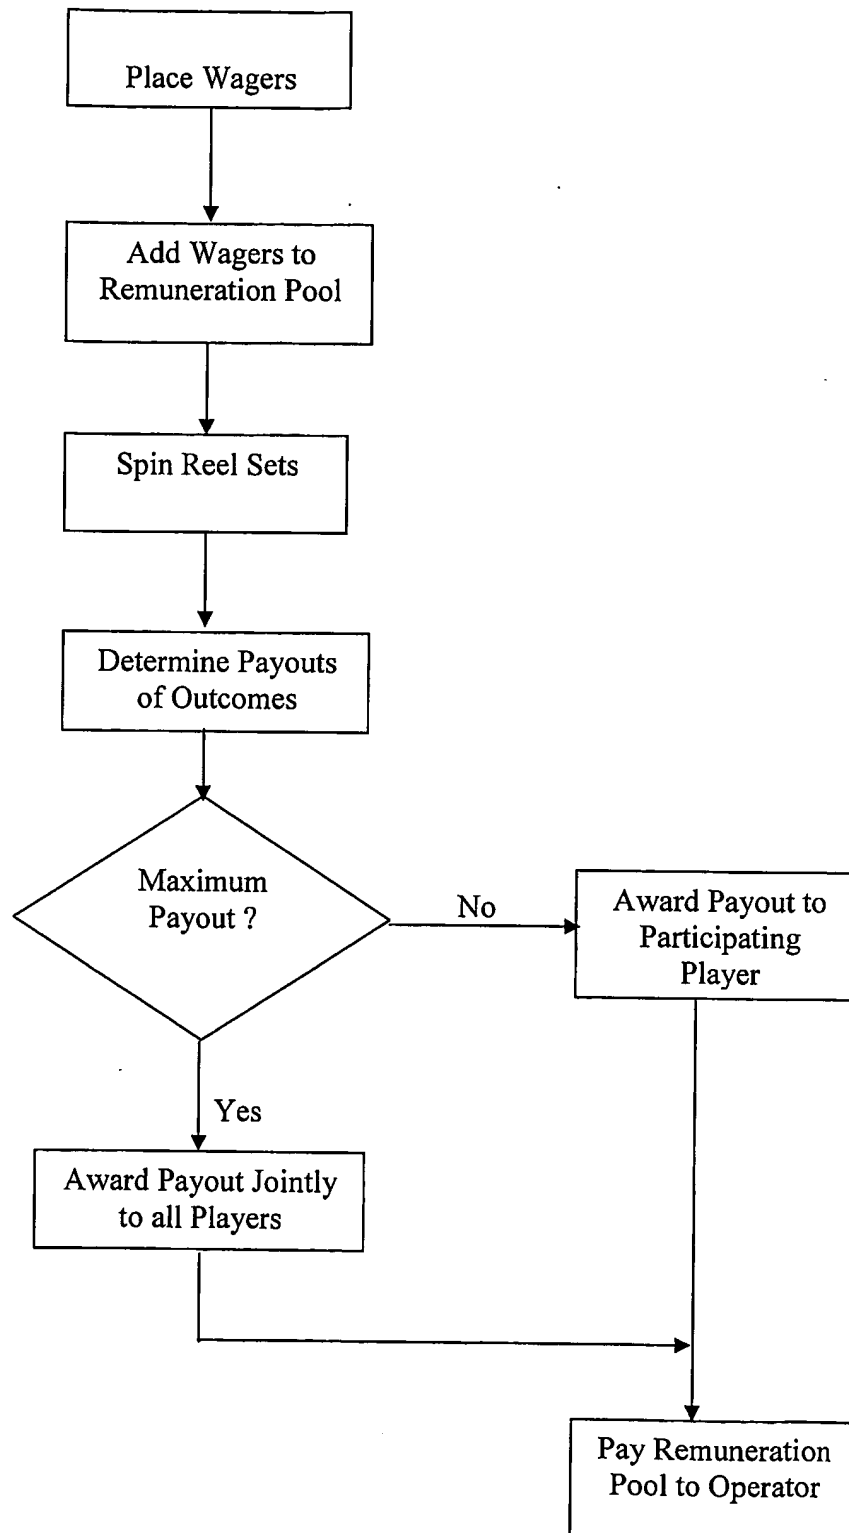 Place Wagers
Add Wagers to
Remuneration Pool
Spin Reel Sets
Determine Payouts
of Outcomes
Maximum
Payout ?
No
Award Payout to
Participating
Player
Yes
Award Payout Jointly
to all Players
Pay Remuneration
Pool to Operator